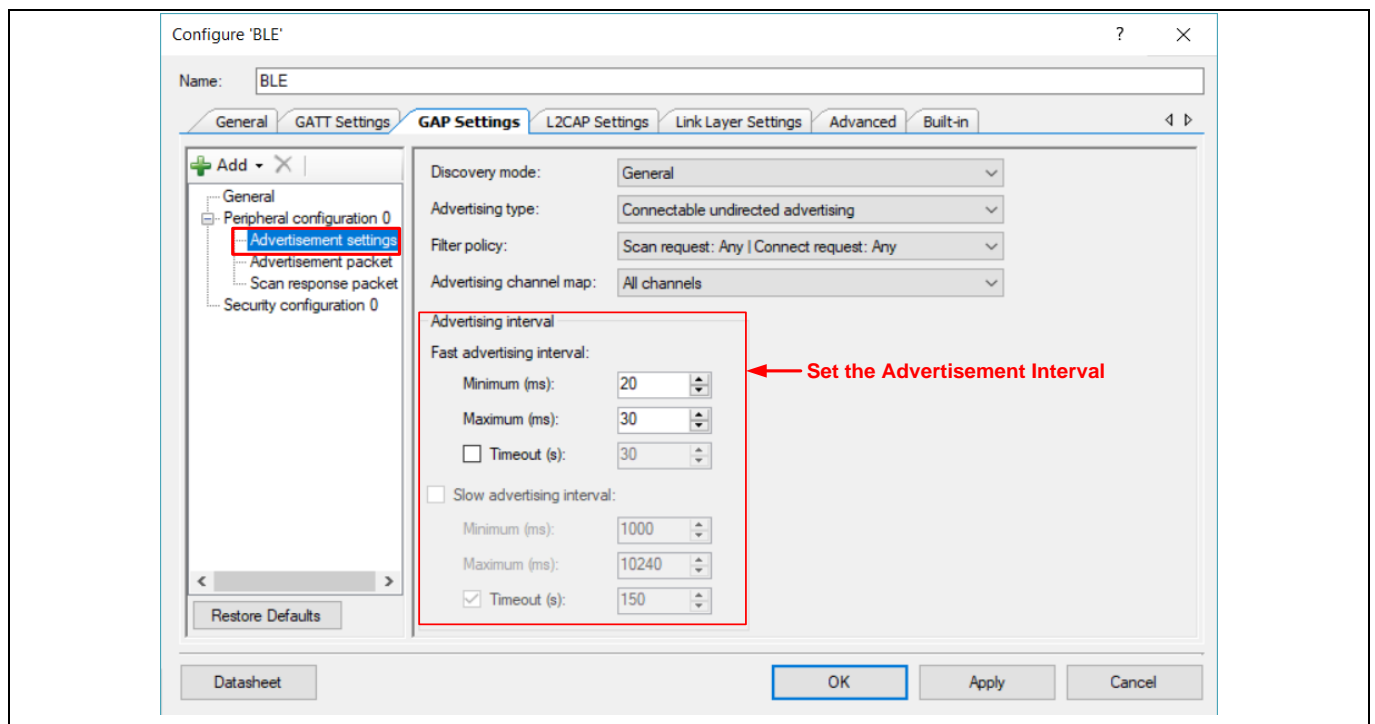 Configure 'BLE'
?
Name: BLE
General GATT Settings GAP Settings L2CAP Settings Link Layer Settings Advanced Built-in
Add
General
Peripheral configuration 0
Advertisement settings
Advertisement packet
Scan response packet
Security configuration 0
Restore Defaults
Discovery mode: General
Advertising type: Connectable undirected advertising
Filter policy: Scan request: Any | Connect request: Any
Advertising channel map: All channels
Advertising interval
Fast advertising interval:
Minimum (ms): 20
Maximum (ms): 30
Timeout (s): 30
Slow advertising interval:
Minimum (ms): 1000
Maximum (ms): 10240
Timeout (s): 150
Set the Advertisement Interval
Datasheet OK Apply Cancel